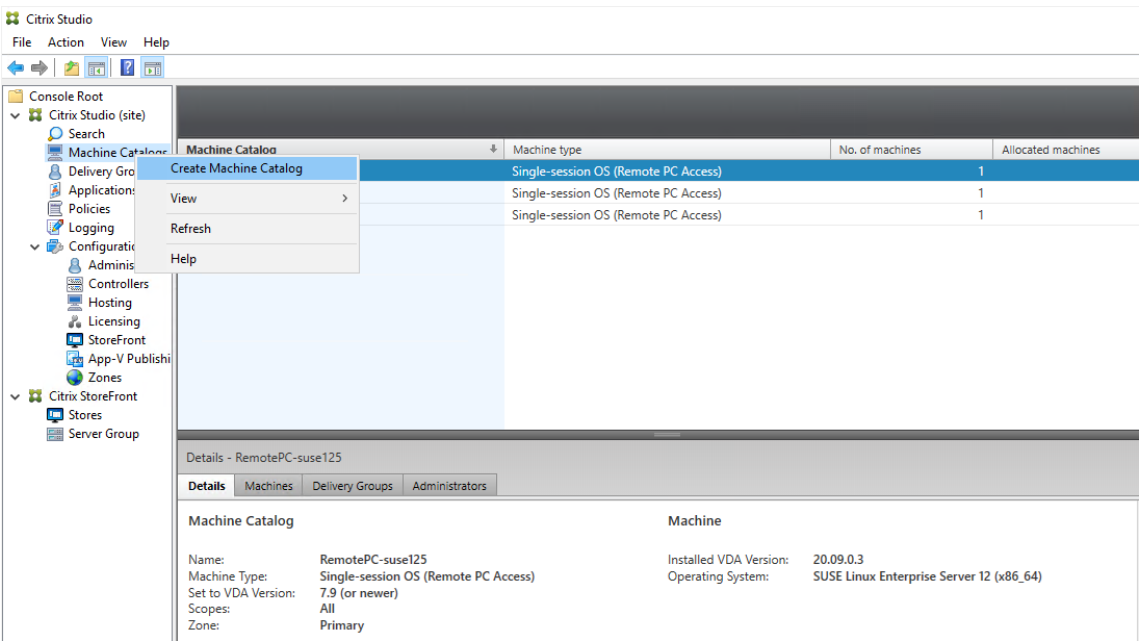 Citrix Studio
File Action View Help
Console Root
Citrix Studio (site)
Search
Machine Catalogs
Delivery Gro
Applications
Policies
Logging
Configuratio
Adminis
Controllers
Hosting
Licensing
StoreFront
App-V Publishi
Zones
Citrix StoreFront
Stores
Server Group
Create Machine Catalog
View
Refresh
Help
Machine Catalog Machine type No. of machines Allocated machines
Single-session OS (Remote PC Access) 1
Single-session OS (Remote PC Access) 1
Single-session OS (Remote PC Access) 1
Details - RemotePC-suse125
Details Machines Delivery Groups Administrators
Machine Catalog Machine
Name: RemotePC-suse125 Installed VDA Version: 20.09.0.3
Machine Type: Single-session OS (Remote PC Access) Operating System: SUSE Linux Enterprise Server 12 (x86_64)
Set to VDA Version: 7.9 (or newer)
Scopes: All
Zone: Primary